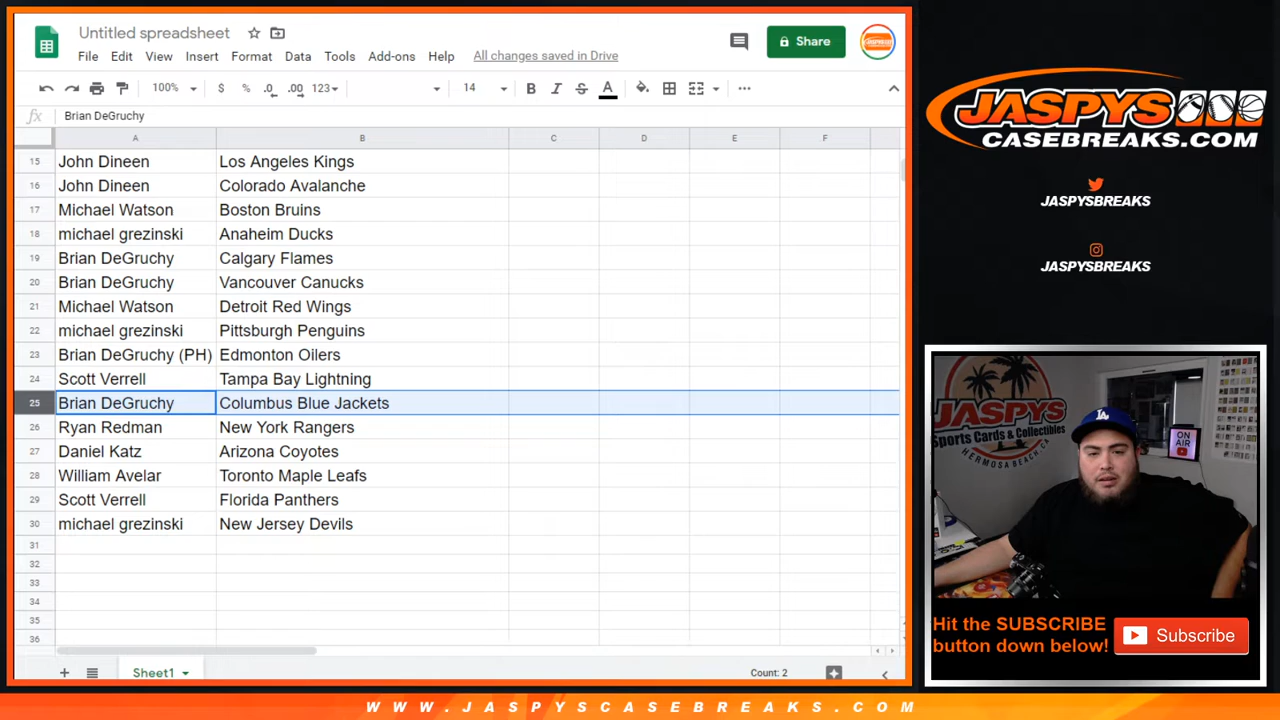 Untitled spreadsheet
File Edit View Insert Format Data Tools Add-ons Help All changes saved in Drive
Share
100% $ % .0 .00 123 14 B I S A
fx Brian DeGruchy
A B C D E F
15 John Dineen Los Angeles Kings
16 John Dineen Colorado Avalanche
17 Michael Watson Boston Bruins
18 michael grezinski Anaheim Ducks
19 Brian DeGruchy Calgary Flames
20 Brian DeGruchy Vancouver Canucks
21 Michael Watson Detroit Red Wings
22 michael grezinski Pittsburgh Penguins
23 Brian DeGruchy (PH) Edmonton Oilers
24 Scott Verrell Tampa Bay Lightning
25 Brian DeGruchy Columbus Blue Jackets
26 Ryan Redman New York Rangers
27 Daniel Katz Arizona Coyotes
28 William Avelar Toronto Maple Leafs
29 Scott Verrell Florida Panthers
30 michael grezinski New Jersey Devils
31
32
33
34
35
36
Sheet1
Count: 2
JASPYS
CASEBREAKS.COM
JASPYSBREAKS
JASPYSBREAKS
JASPYS
Sports Cards & Collectibles
HERMOSA BEACH, CA
ON
AIR
LA
Hit the SUBSCRIBE
button down below!
Subscribe
WWW.JASPYSCASEBREAKS.COM